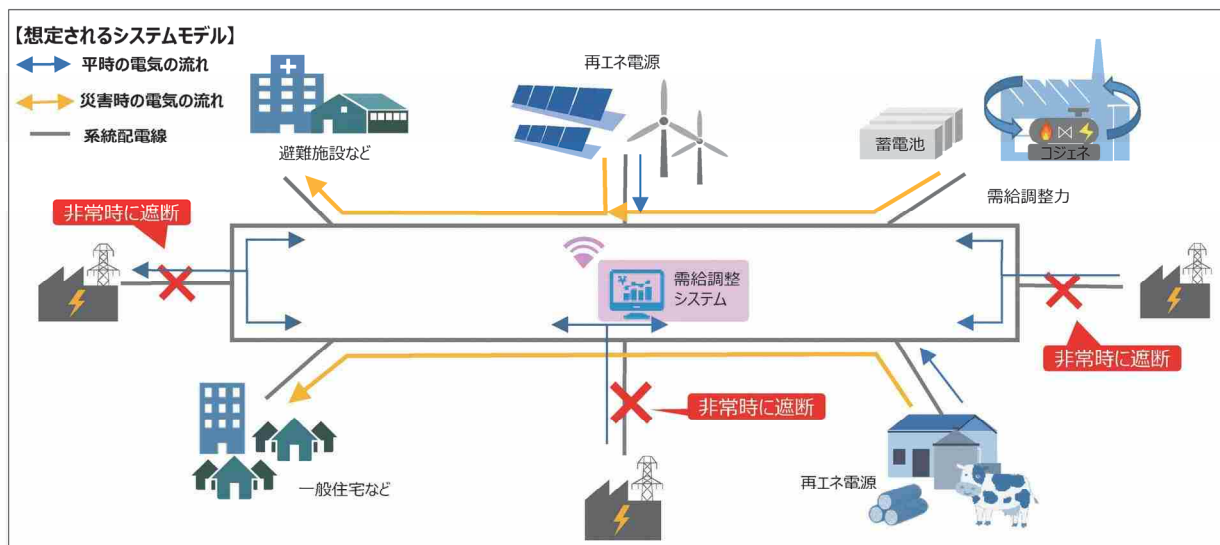 【想定されるシステムモデル】
平時の電気の流れ
災害時の電気の流れ
系統配電線
避難施設など
再エネ電源
蓄電池
コジェネ
需給調整力
非常時に遮断
需給調整
システム
非常時に遮断
非常時に遮断
一般住宅など
再エネ電源